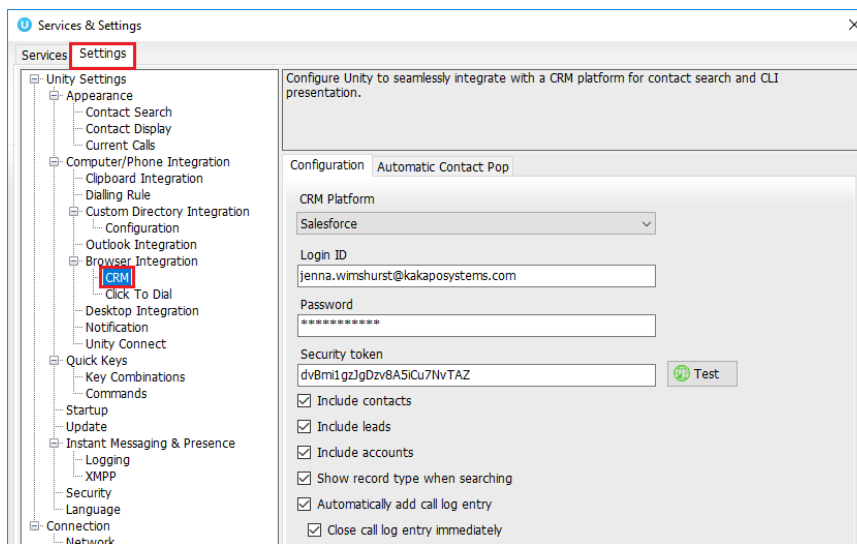 Services & Settings
Services Settings
Unity Settings
Appearance
Contact Search
Contact Display
Current Calls
Computer/Phone Integration
Clipboard Integration
Dialling Rule
Custom Directory Integration
Configuration
Outlook Integration
Browser Integration
CRM
Click To Dial
Desktop Integration
Notification
Unity Connect
Quick Keys
Key Combinations
Commands
Startup
Update
Instant Messaging & Presence
Logging
XMPP
Security
Language
Connection
Network
Configure Unity to seamlessly integrate with a CRM platform for contact search and CLI
presentation.
Configuration Automatic Contact Pop
CRM Platform
Salesforce
Login ID
jenna.wimshurst@kakaposystems.com
Password
***********
Security token
dvBmi1gzJgDzv8A5iCu7NvTAZ Test
Include contacts
Include leads
Include accounts
Show record type when searching
Automatically add call log entry
Close call log entry immediately